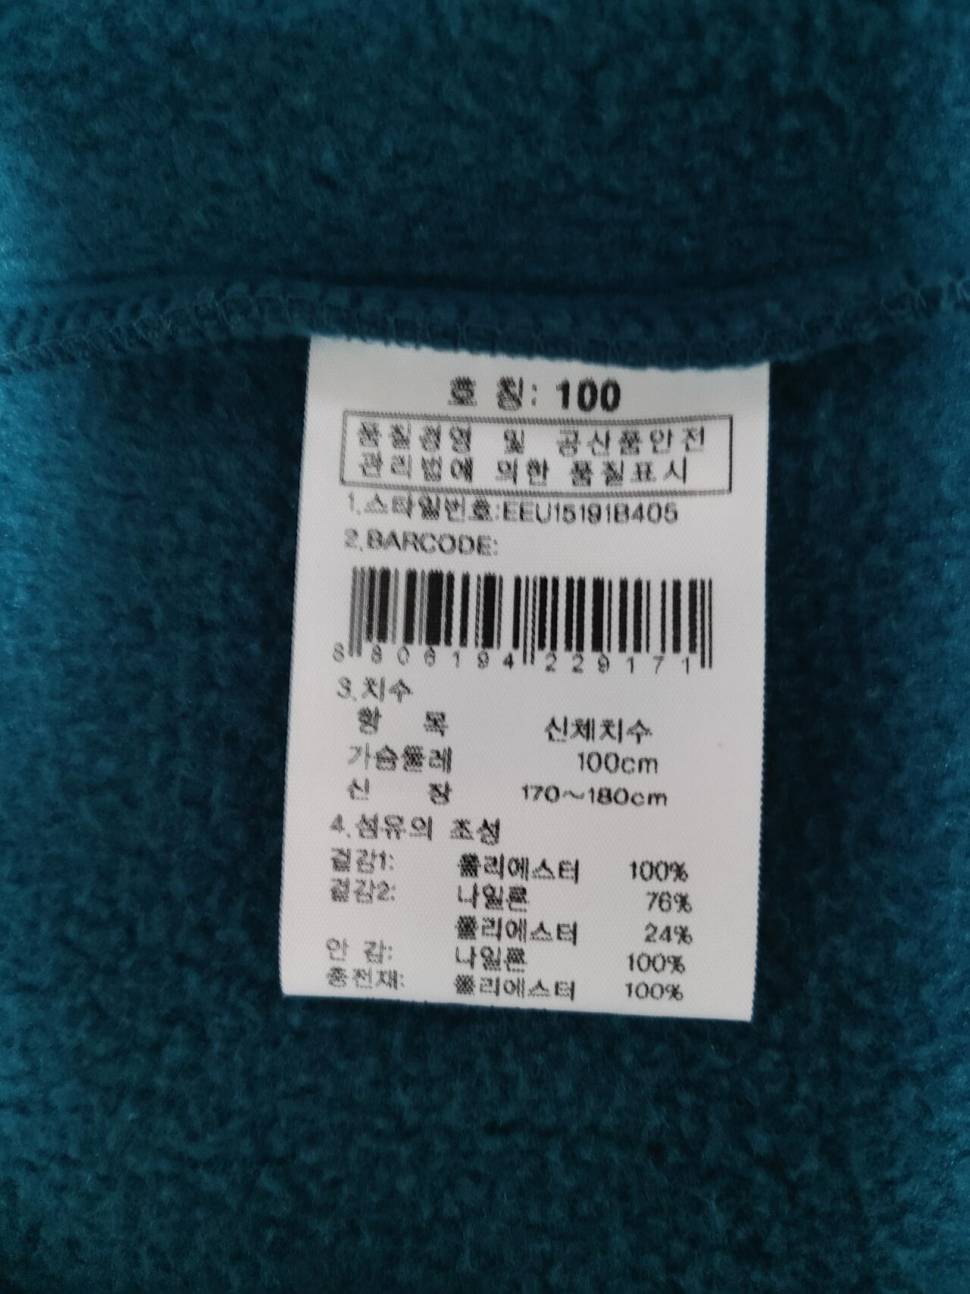 호 칭: 100
품질경영 및 공산품안전
관리법에 의한 품질표시
1.스타일번호:EEU15191B405
2.BARCODE:
8 806194 229171
3.치수
항 목 신체치수
가슴둘레 100cm
신 장 170~180cm
4.섬유의 조성
겉감1: 폴리에스터 100%
겉감2: 나일론 76%
폴리에스터 24%
안 감: 나일론 100%
충전재: 폴리에스터 100%